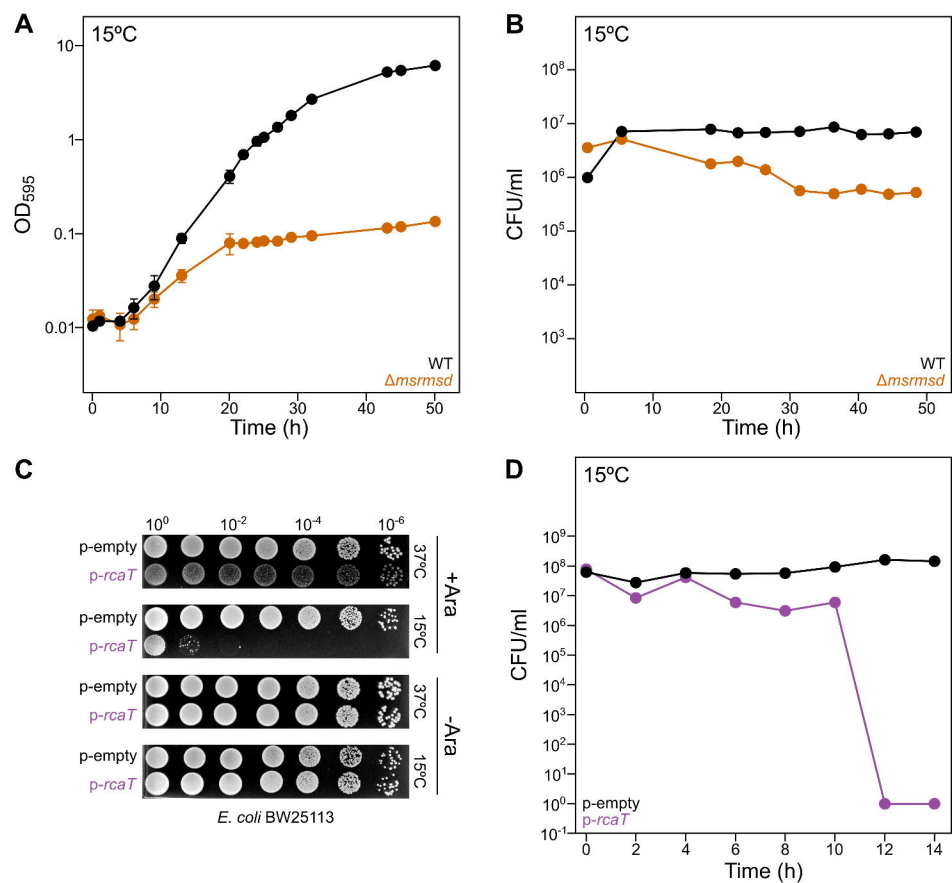 A
15ºC
10
1
0.1
0.01
OD595
WT
Δmsrmsd
0 10 20 30 40 50
Time (h)
B
15ºC
10^8
10^7
10^6
10^5
10^4
10^3
CFU/ml
WT
Δmsrmsd
0 10 20 30 40 50
Time (h)
C
10^0 10^-2 10^-4 10^-6
p-empty
p-rcaT
37ºC
p-empty
p-rcaT
15ºC
+Ara
p-empty
p-rcaT
37ºC
p-empty
p-rcaT
15ºC
-Ara
E. coli BW25113
D
15ºC
10^9
10^8
10^7
10^6
10^5
10^4
10^3
10^2
10^1
10^0
10^-1
CFU/ml
p-empty
p-rcaT
0 2 4 6 8 10 12 14
Time (h)